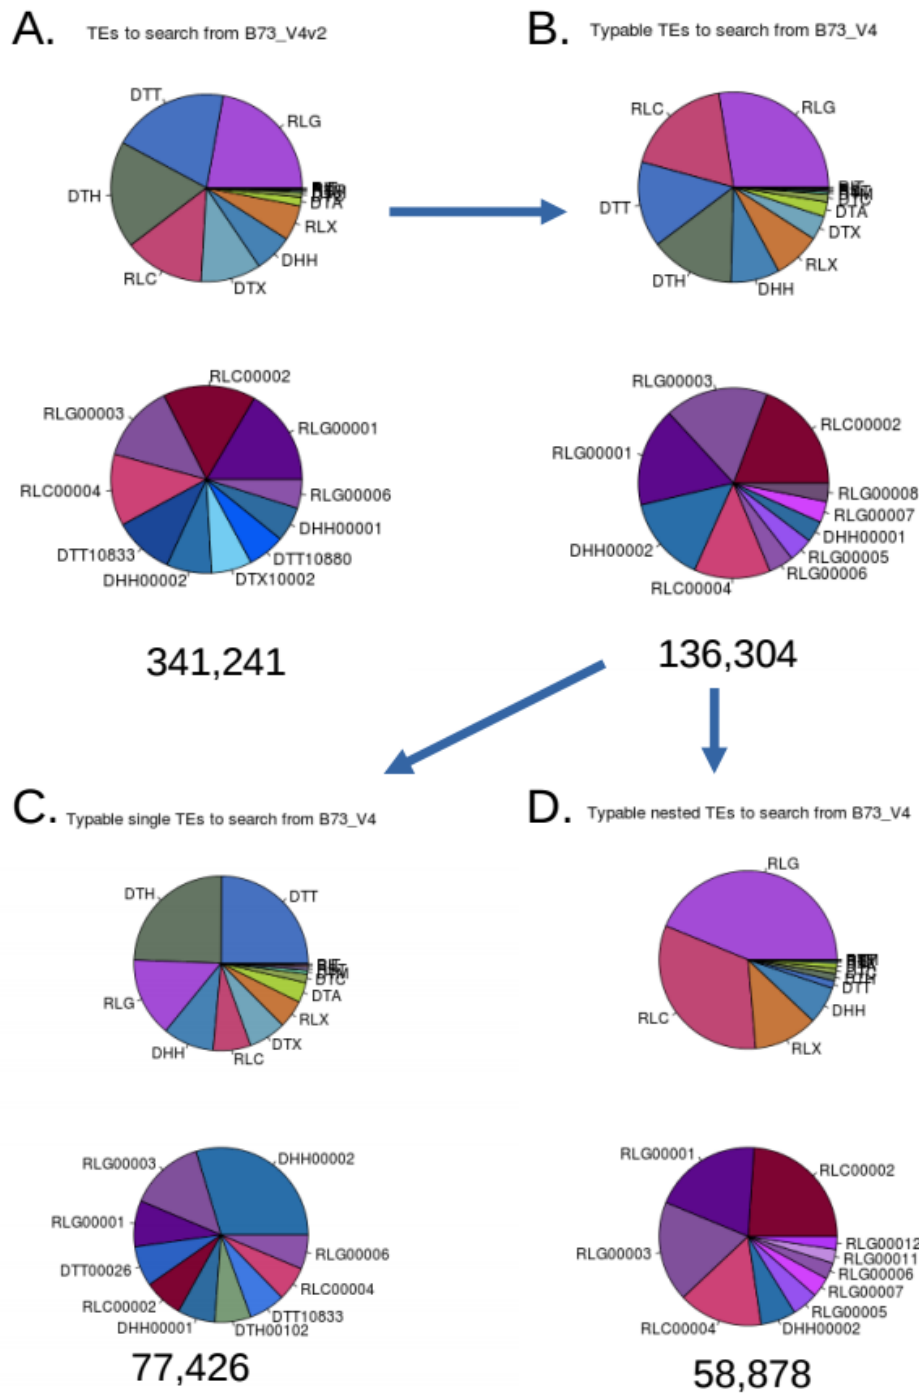 A. TEs to search from B73_V4v2
B. Typable TEs to search from B73_V4
DTT
RLG
DTH
DTA
RLX
DHH
RLC
DTX
RLC
RLG
DTT
DTA
DTX
DTH
RLX
DHH
RLC00002
RLG00003
RLG00001
RLC00004
RLG00006
DHH00001
DTT10833
DTT10880
DHH00002
DTX10002
RLG00003
RLC00002
RLG00001
RLG00008
RLG00007
DHH00001
DHH00002
RLG00005
RLG00006
RLC00004
341,241
136,304
C. Typable single TEs to search from B73_V4
D. Typable nested TEs to search from B73_V4
DTH
DTT
DTC
DTA
RLG
RLX
DTX
DHH
RLC
RLG
DTT
DHH
RLC
RLX
RLG00003
DHH00002
RLG00001
RLG00006
DTT00026
RLC00004
RLC00002
DTT10833
DHH00001
DTH00102
RLG00001
RLC00002
RLG00012
RLG00011
RLG00003
RLG00006
RLG00007
RLG00005
RLC00004
DHH00002
77,426
58,878